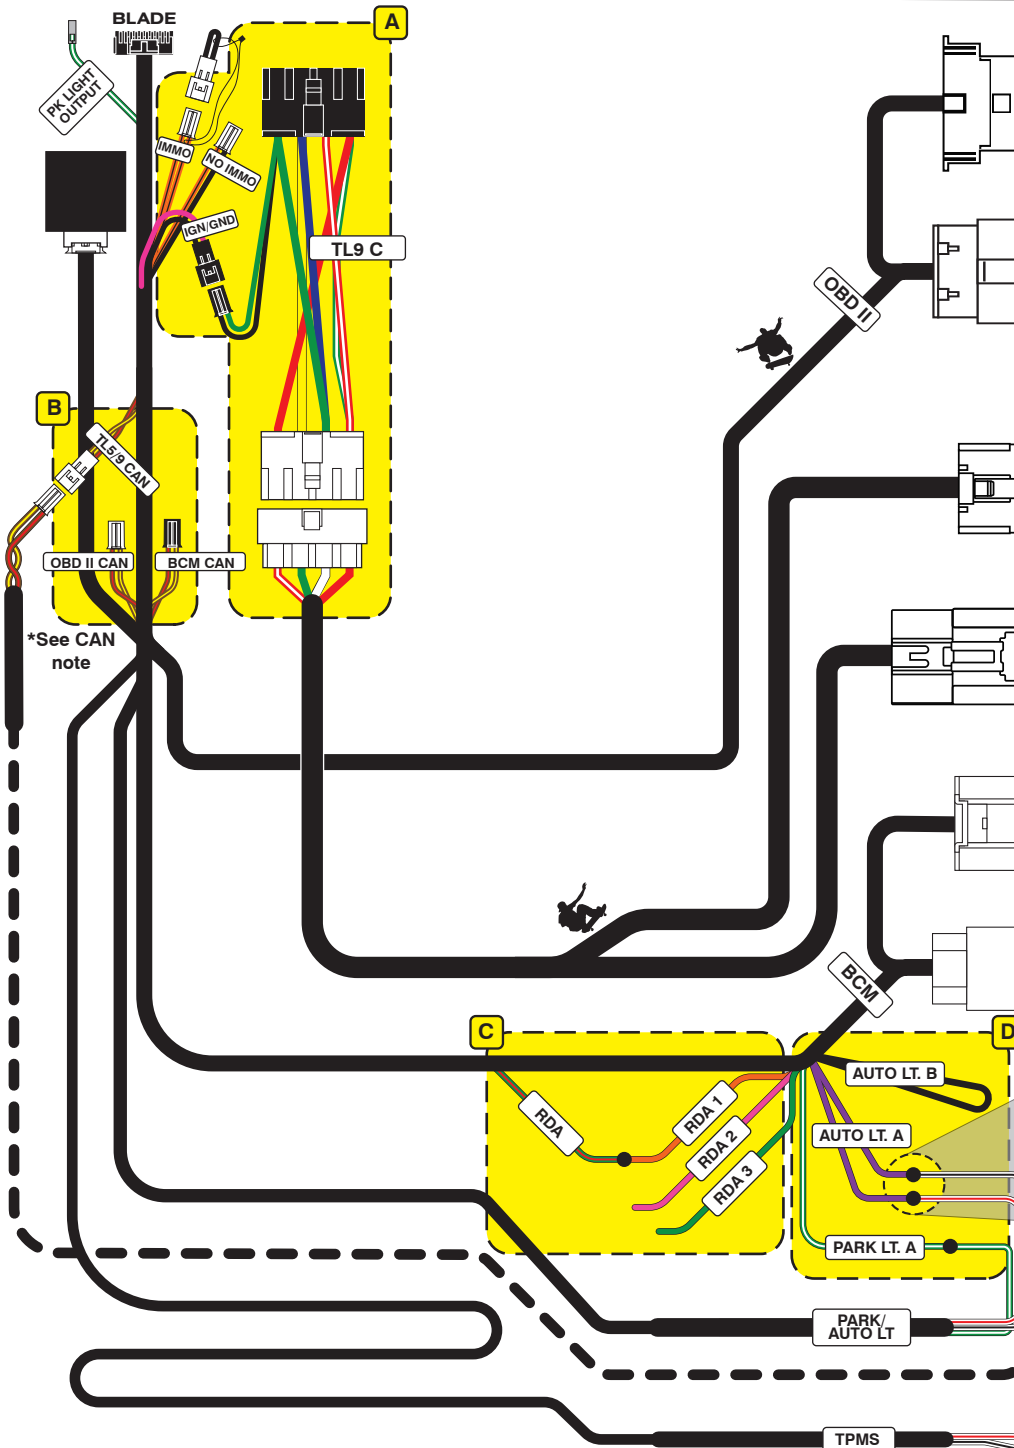 BLADE
A
PK LIGHT
OUTPUT
IMMO
NO IMMO
IGN/GND
TL9 C
OBD II
B
TL5/9 CAN
OBD II CAN
BCM CAN
*See CAN
note
BCM
C
D
AUTO LT. B
RDA
RDA 1
RDA 2
RDA 3
AUTO LT. A
PARK LT. A
PARK/
AUTO LT
TPMS